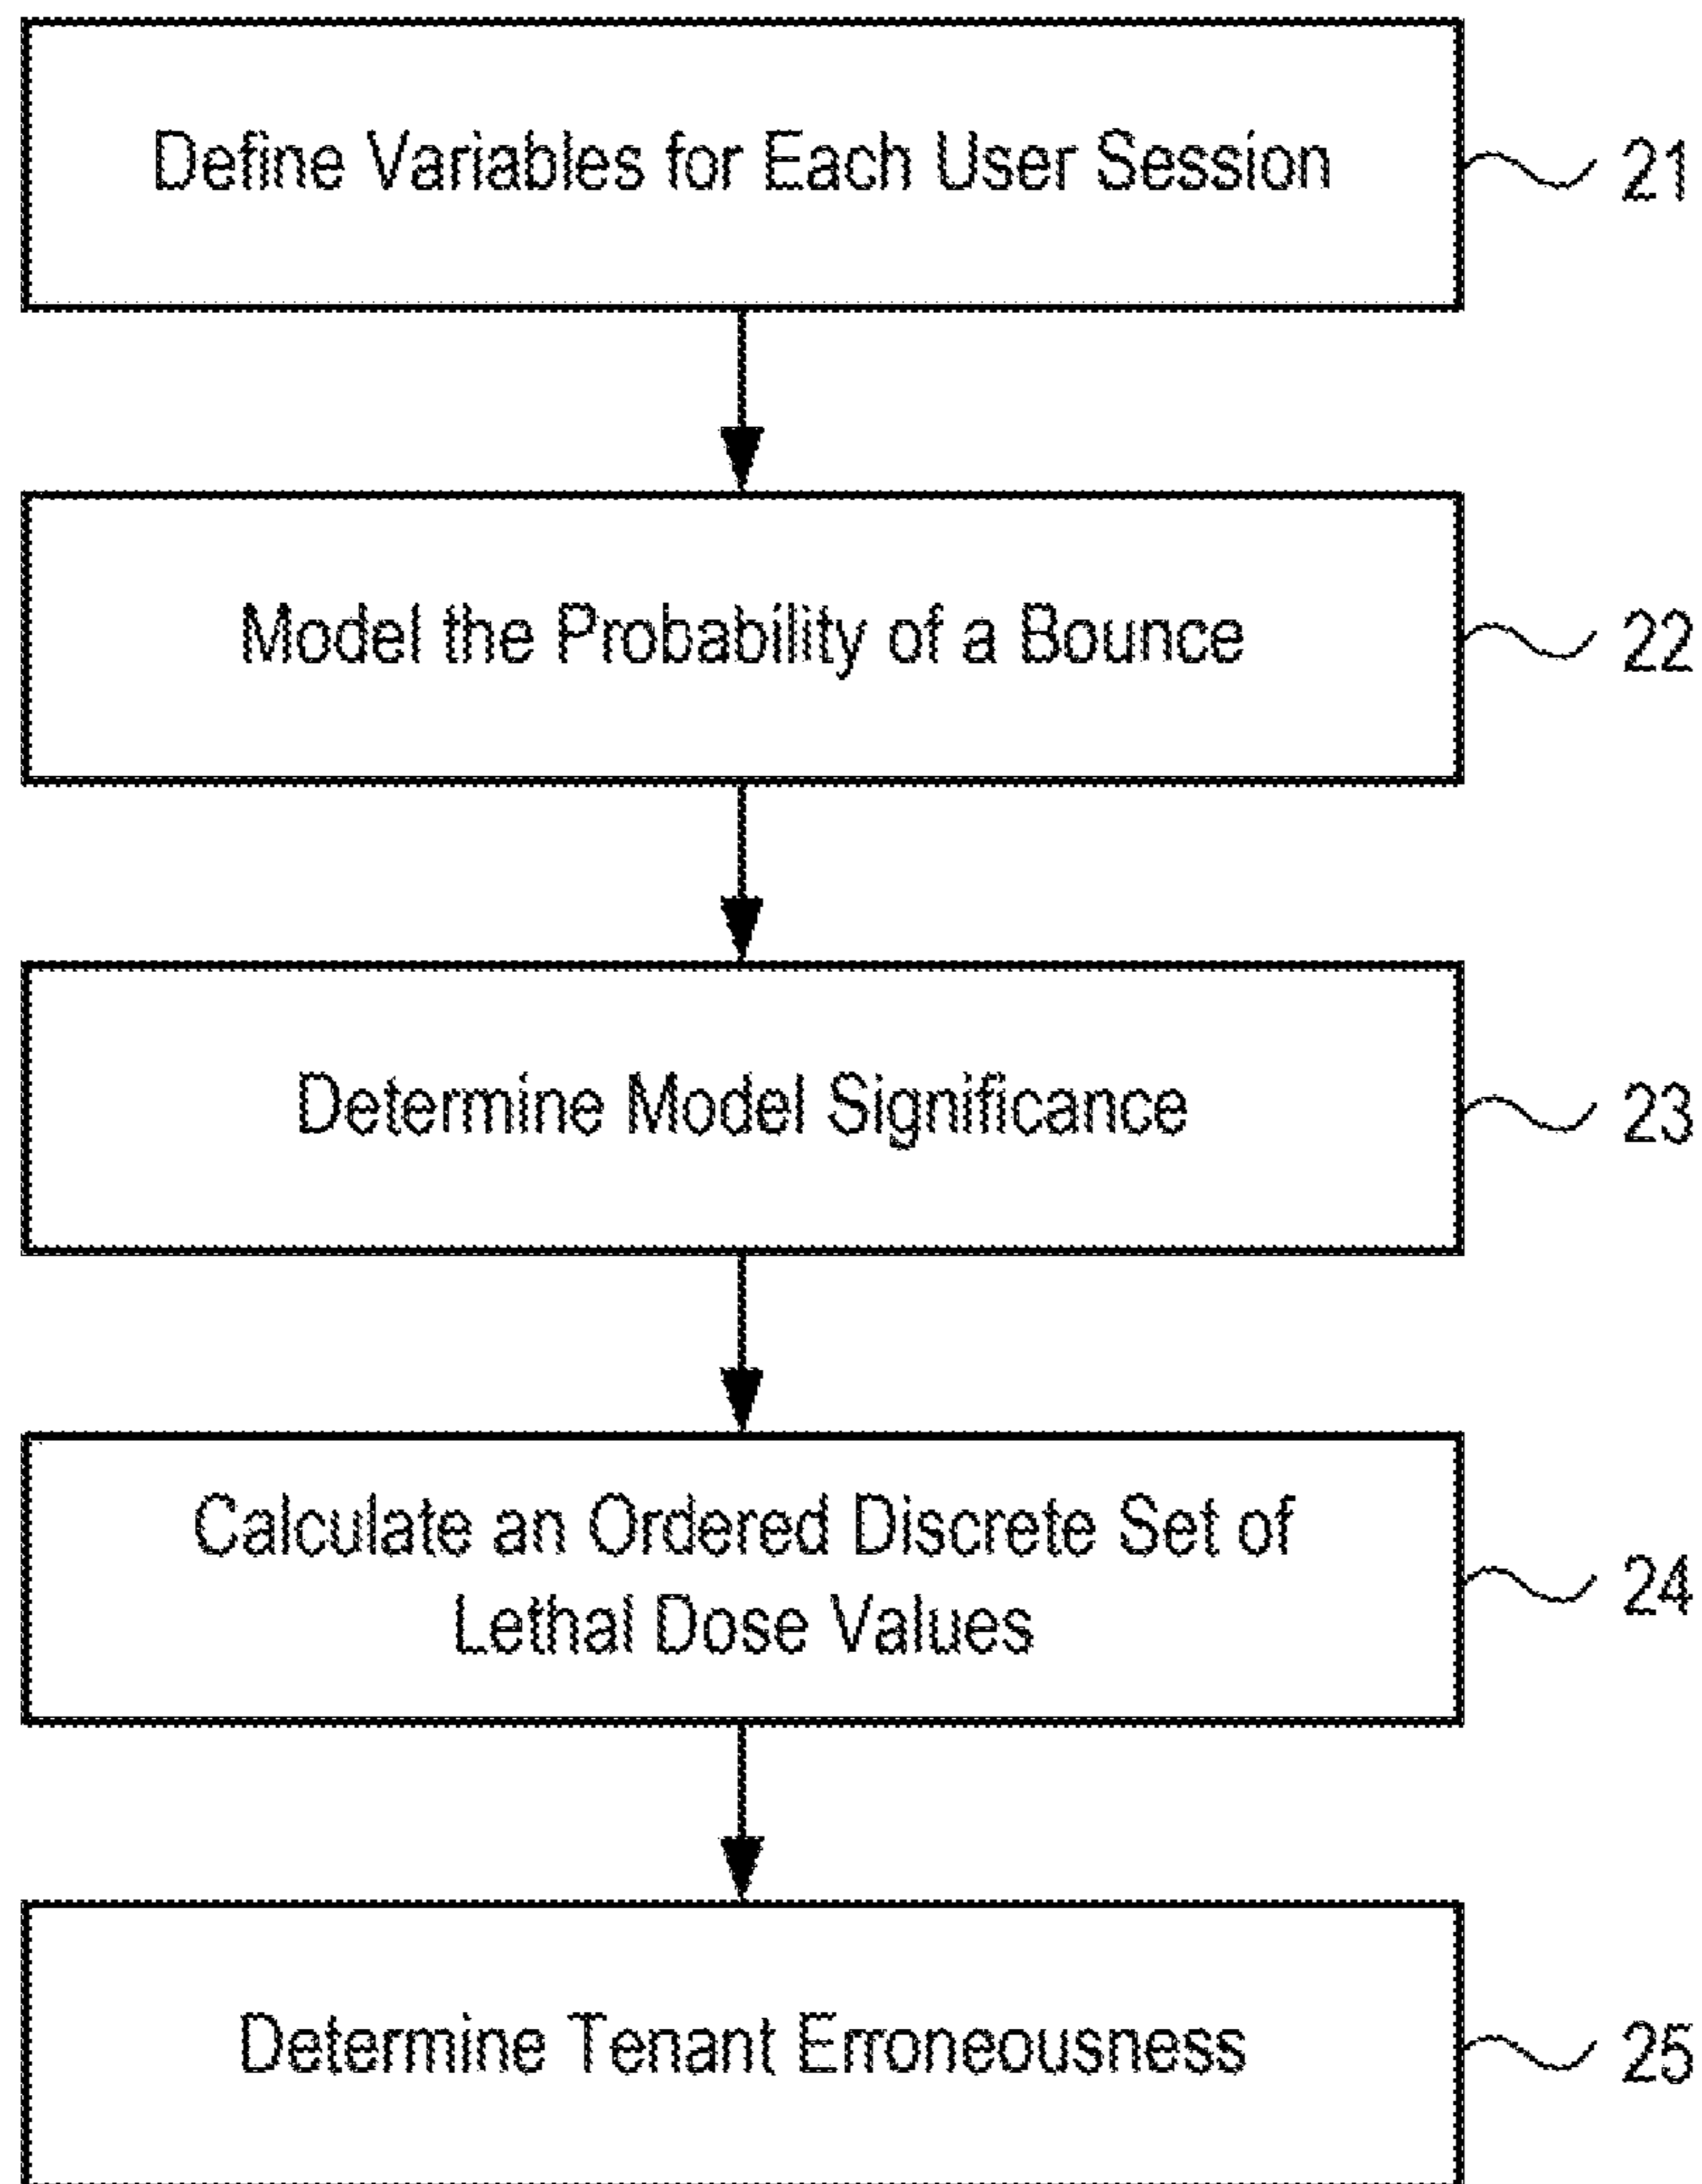 Define Variables for Each User Session
21
Model the Probability of a Bounce
22
Determine Model Significance
23
Calculate an Ordered Discrete Set of
Lethal Dose Values
24
Determine Tenant Erroneousness
25